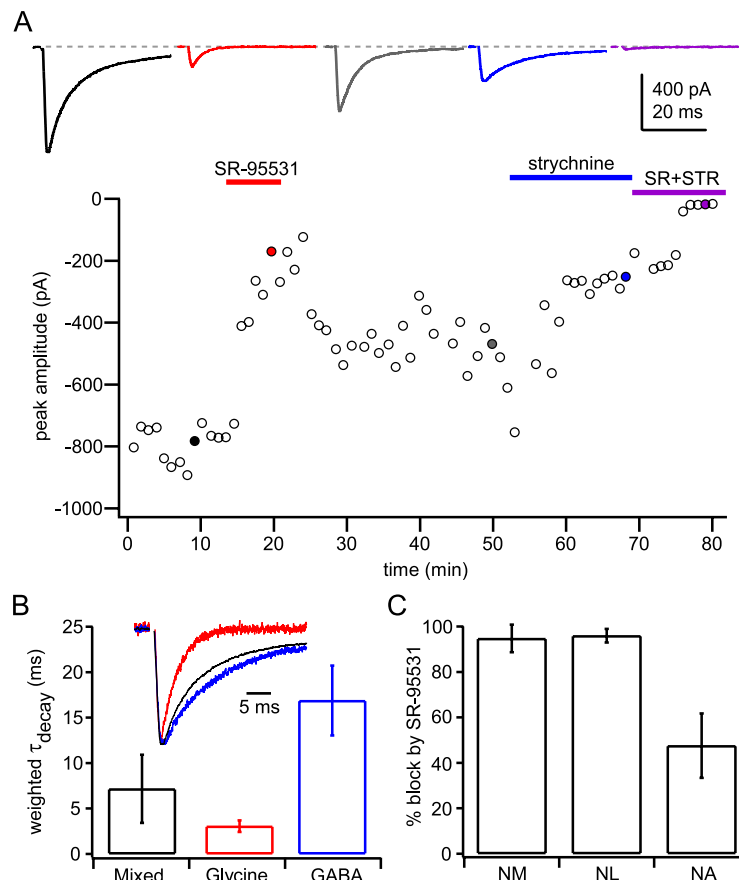 A
400 pA
20 ms
SR-95531
strychnine
SR+STR
0
-200
-400
-600
-800
-1000
peak amplitude (pA)
0 10 20 30 40 50 60 70 80
time (min)
B
25
20
15
10
5
0
weighted τdecay (ms)
5 ms
Mixed Glycine GABA
C
100
80
60
40
20
0
% block by SR-95531
NM NL NA